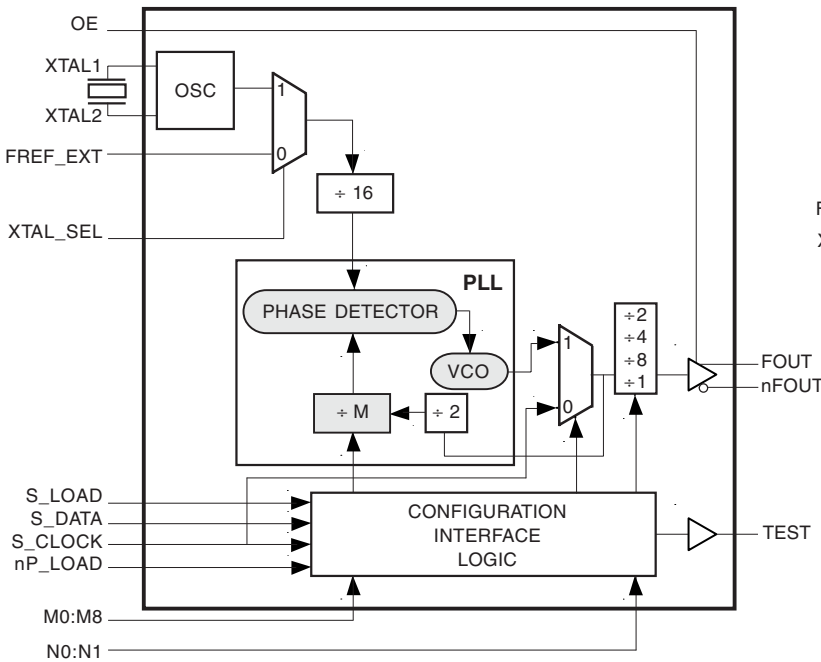 OE
XTAL1
OSC
XTAL2
1
0
FREF_EXT
÷ 16
XTAL_SEL
PLL
PHASE DETECTOR
VCO
÷ M
÷ 2
1
0
÷2
÷4
÷8
÷1
FOUT
nFOUT
S_LOAD
S_DATA
S_CLOCK
nP_LOAD
CONFIGURATION
INTERFACE
LOGIC
TEST
M0:M8
N0:N1